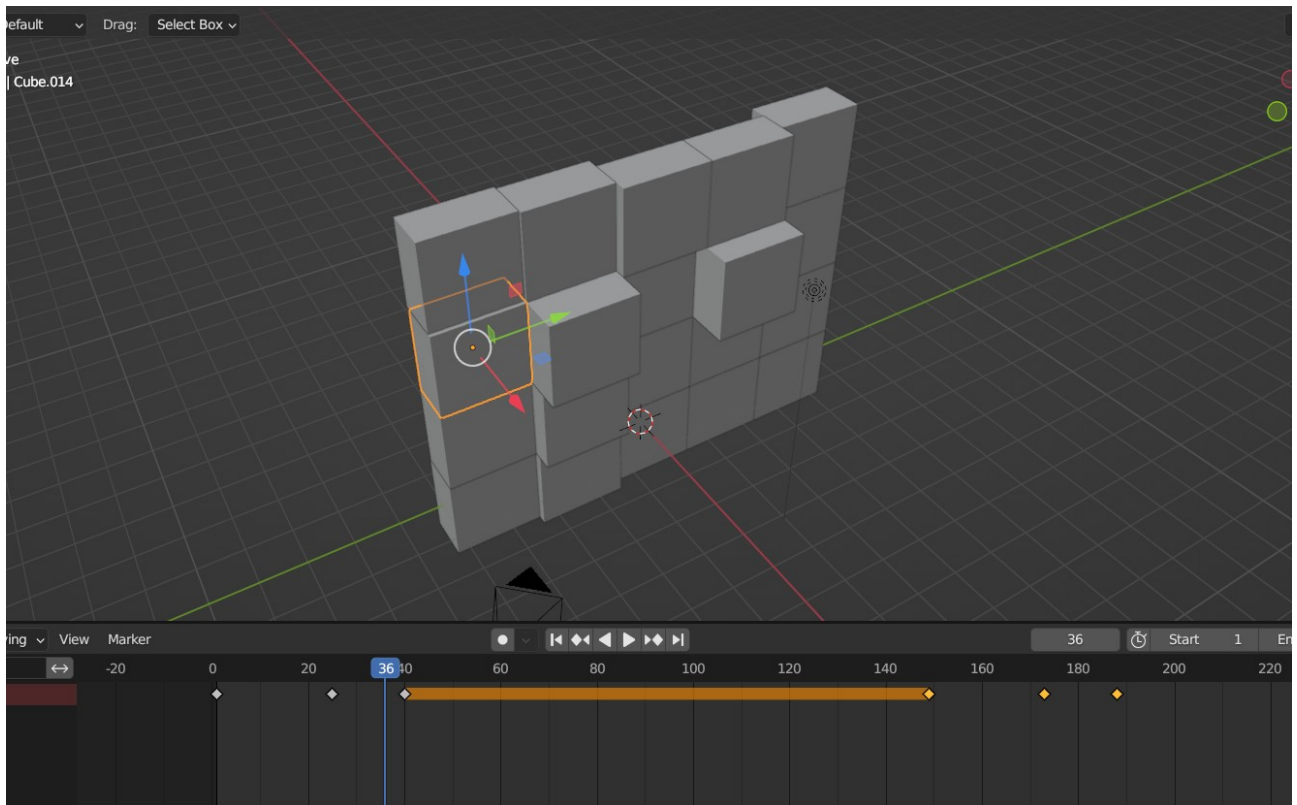 efault Drag: Select Box
ve
| Cube.014
ing View Marker 36 Start 1 En
-20 0 20 36 40 60 80 100 120 140 160 180 200 220